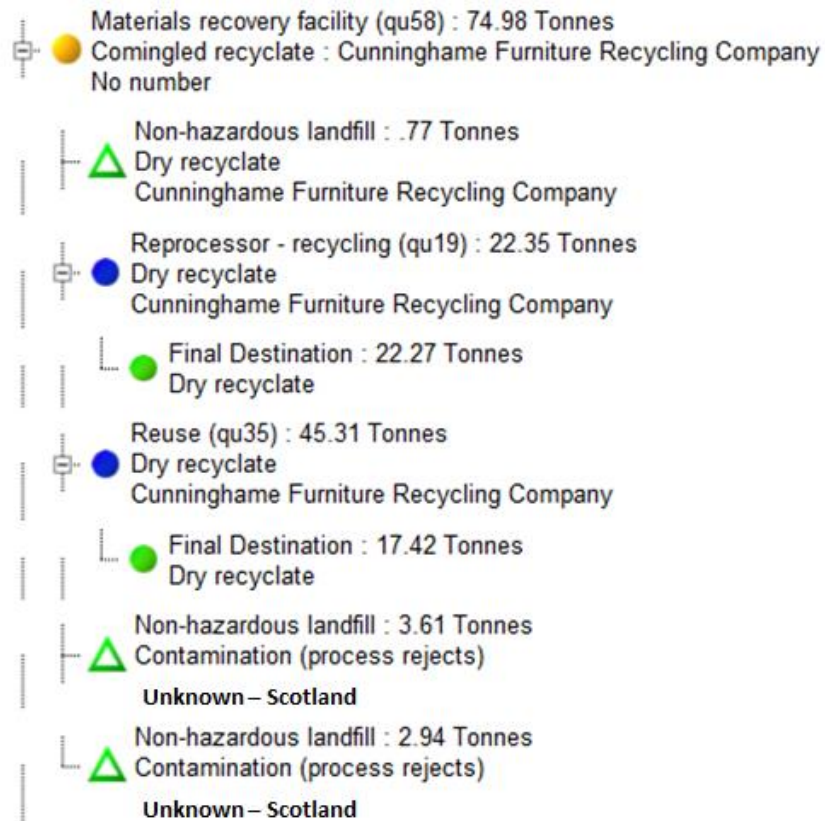 Materials recovery facility (qu58) : 74.98 Tonnes
Comingled recyclate : Cunninghame Furniture Recycling Company
No number
Non-hazardous landfill : .77 Tonnes
Dry recyclate
Cunninghame Furniture Recycling Company
Reprocessor - recycling (qu19) : 22.35 Tonnes
Dry recyclate
Cunninghame Furniture Recycling Company
Final Destination : 22.27 Tonnes
Dry recyclate
Reuse (qu35) : 45.31 Tonnes
Dry recyclate
Cunninghame Furniture Recycling Company
Final Destination : 17.42 Tonnes
Dry recyclate
Non-hazardous landfill : 3.61 Tonnes
Contamination (process rejects)
Unknown – Scotland
Non-hazardous landfill : 2.94 Tonnes
Contamination (process rejects)
Unknown – Scotland